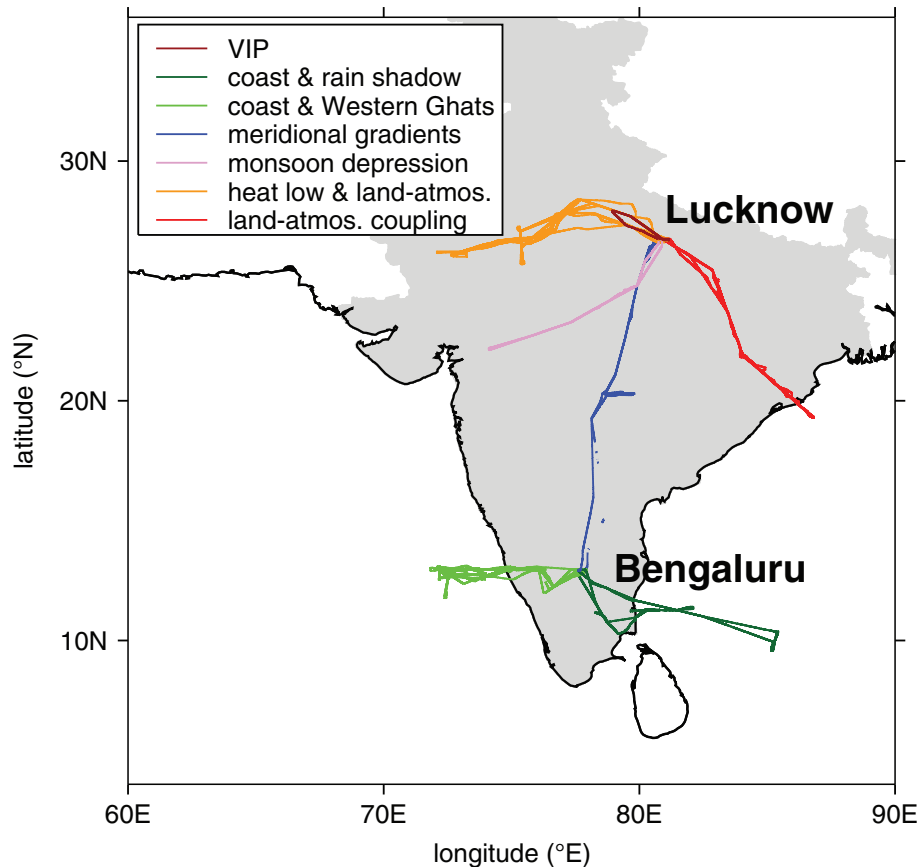 VIP
coast & rain shadow
coast & Western Ghats
meridional gradients
monsoon depression
heat low & land-atmos.
land-atmos. coupling
30N
20N
10N
latitude (°N)
Lucknow
Bengaluru
60E 70E 80E 90E
longitude (°E)